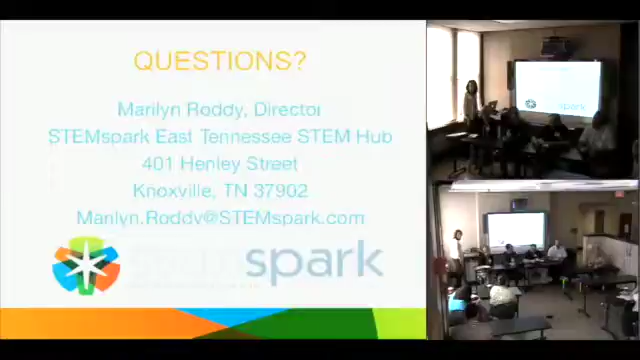 QUESTIONS?
Marilyn Roddy, Director
STEMspark East Tennessee STEM Hub
401 Henley Street
Knoxville, TN 37902
Marilyn.Roddy@STEMspark.com
stemspark